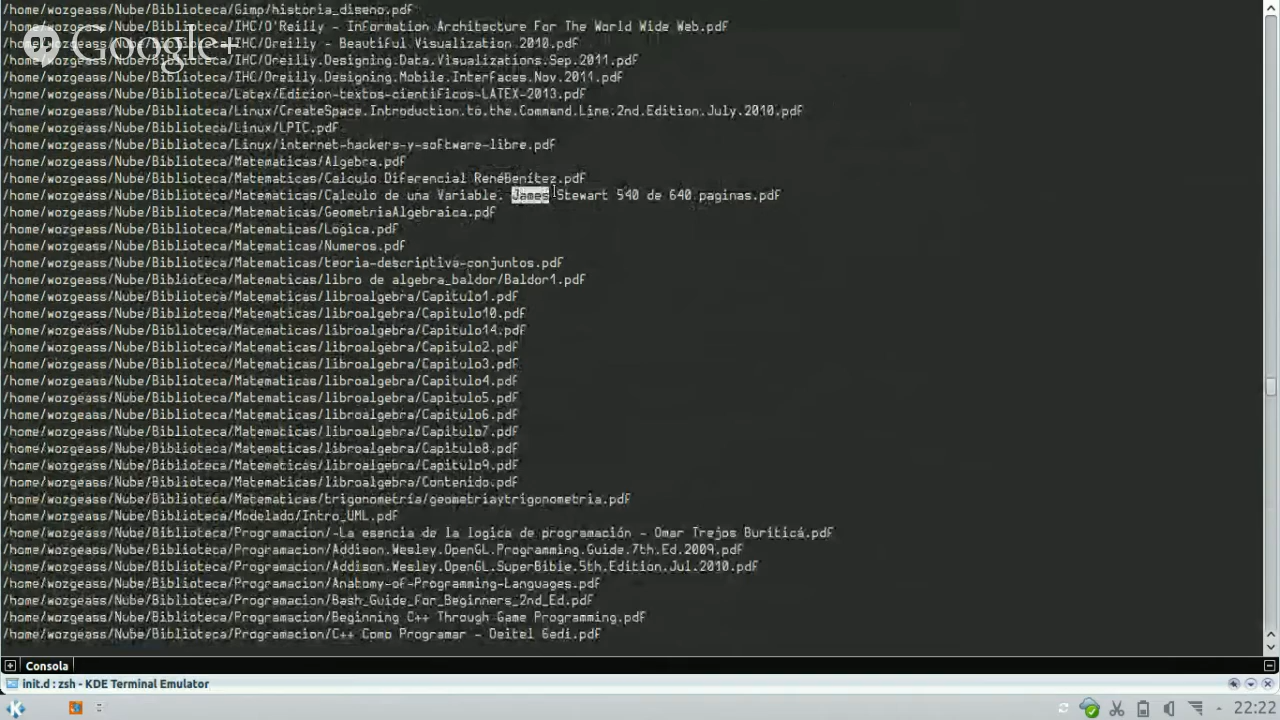 /home/wozgeass/Nube/Biblioteca/Gimp/historia_diseno.pdf
/home/wozgeass/Nube/Biblioteca/IHC/O'Reilly - Information Architecture For The World Wide Web.pdf
/home/wozgeass/Nube/Biblioteca/IHC/Oreilly - Beautiful Visualization 2010.pdf
Google+
/home/wozgeass/Nube/Biblioteca/IHC/Oreilly.Designing.Data.Visualizations.Sep.2011.pdf
/home/wozgeass/Nube/Biblioteca/IHC/Oreilly.Designing.Mobile.Interfaces.Nov.2011.pdf
/home/wozgeass/Nube/Biblioteca/Latex/Edicion-textos-cientificos-LATEX-2013.pdf
/home/wozgeass/Nube/Biblioteca/Linux/CreateSpace.Introduction.to.the.Command.Line.2nd.Edition.July.2010.pdf
/home/wozgeass/Nube/Biblioteca/Linux/LPIC.pdf
/home/wozgeass/Nube/Biblioteca/Linux/internet-hackers-y-software-libre.pdf
/home/wozgeass/Nube/Biblioteca/Matematicas/Algebra.pdf
/home/wozgeass/Nube/Biblioteca/Matematicas/Calculo Diferencial RenéBenítez.pdf
/home/wozgeass/Nube/Biblioteca/Matematicas/Calculo de una Variable. James Stewart 540 de 640 paginas.pdf
/home/wozgeass/Nube/Biblioteca/Matematicas/GeometriaAlgebraica.pdf
/home/wozgeass/Nube/Biblioteca/Matematicas/Logica.pdf
/home/wozgeass/Nube/Biblioteca/Matematicas/Numeros.pdf
/home/wozgeass/Nube/Biblioteca/Matematicas/teoria-descriptiva-conjuntos.pdf
/home/wozgeass/Nube/Biblioteca/Matematicas/libro de algebra_baldor/Baldor1.pdf
/home/wozgeass/Nube/Biblioteca/Matematicas/libroalgebra/Capitulo1.pdf
/home/wozgeass/Nube/Biblioteca/Matematicas/libroalgebra/Capitulo10.pdf
/home/wozgeass/Nube/Biblioteca/Matematicas/libroalgebra/Capitulo14.pdf
/home/wozgeass/Nube/Biblioteca/Matematicas/libroalgebra/Capitulo2.pdf
/home/wozgeass/Nube/Biblioteca/Matematicas/libroalgebra/Capitulo3.pdf
/home/wozgeass/Nube/Biblioteca/Matematicas/libroalgebra/Capitulo4.pdf
/home/wozgeass/Nube/Biblioteca/Matematicas/libroalgebra/Capitulo5.pdf
/home/wozgeass/Nube/Biblioteca/Matematicas/libroalgebra/Capitulo6.pdf
/home/wozgeass/Nube/Biblioteca/Matematicas/libroalgebra/Capitulo7.pdf
/home/wozgeass/Nube/Biblioteca/Matematicas/libroalgebra/Capitulo8.pdf
/home/wozgeass/Nube/Biblioteca/Matematicas/libroalgebra/Capitulo9.pdf
/home/wozgeass/Nube/Biblioteca/Matematicas/libroalgebra/Contenido.pdf
/home/wozgeass/Nube/Biblioteca/Matematicas/trigonometría/geometriaytrigonometria.pdf
/home/wozgeass/Nube/Biblioteca/Modelado/Intro_UML.pdf
/home/wozgeass/Nube/Biblioteca/Programacion/-La esencia de la logica de programación - Omar Trejos Buriticá.pdf
/home/wozgeass/Nube/Biblioteca/Programacion/Addison.Wesley.OpenGL.Programming.Guide.7th.Ed.2009.pdf
/home/wozgeass/Nube/Biblioteca/Programacion/Addison.Wesley.OpenGL.SuperBible.5th.Edition.Jul.2010.pdf
/home/wozgeass/Nube/Biblioteca/Programacion/Anatomy-of-Programming-Languages.pdf
/home/wozgeass/Nube/Biblioteca/Programacion/Bash_Guide_For_Beginners_2nd_Ed.pdf
/home/wozgeass/Nube/Biblioteca/Programacion/Beginning C++ Through Game Programming.pdf
/home/wozgeass/Nube/Biblioteca/Programacion/C++ Como Programar - Deitel 6edi.pdf
Consola
init.d : zsh - KDE Terminal Emulator
22:22